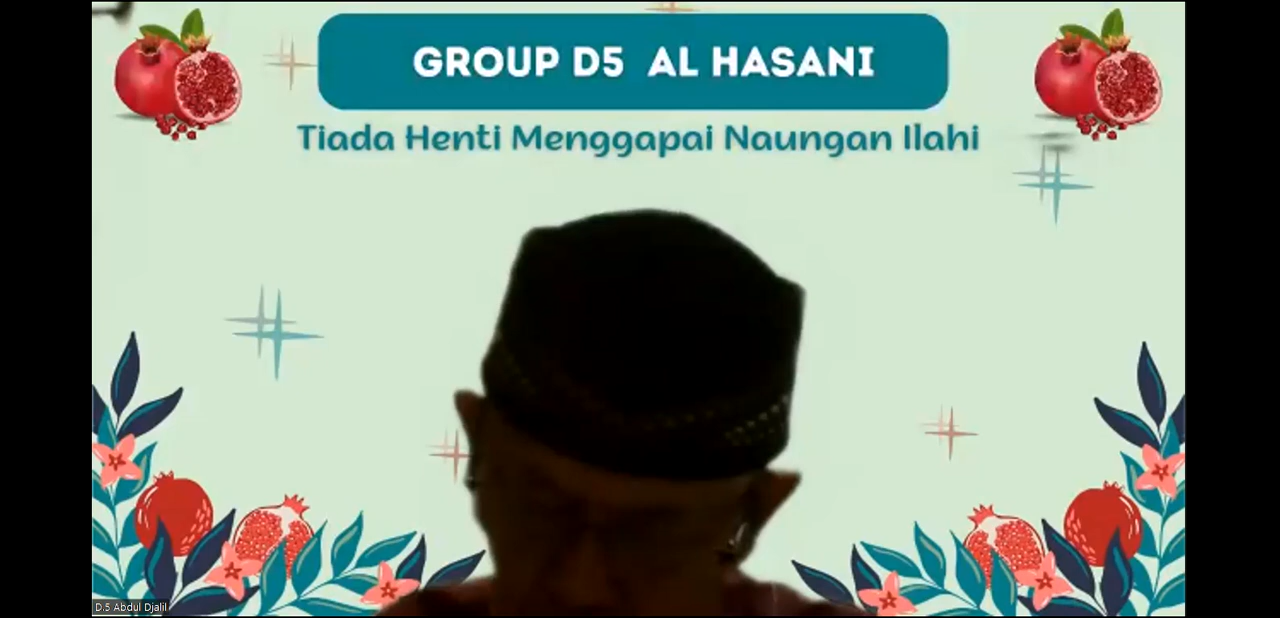 GROUP D5 AL HASANI
Tiada Henti Menggapai Naungan Ilahi
D.5 Abdul Djalil